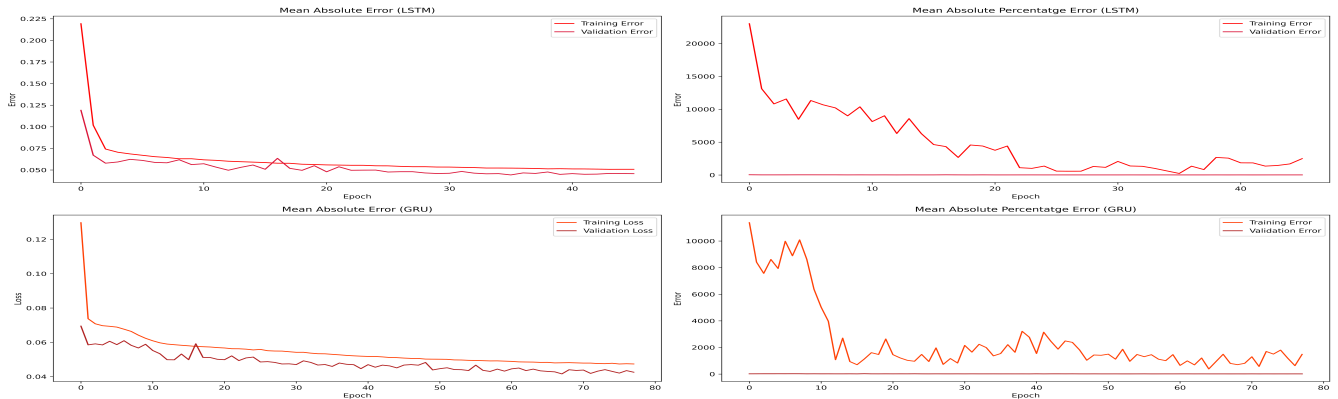 Mean Absolute Error (LSTM)
0.225
0.200
0.175
0.150
0.125
0.100
0.075
0.050
Error
0
10
20
30
40
Epoch
Training Error
Validation Error
Mean Absolute Percentatge Error (LSTM)
20000
15000
10000
5000
0
Error
0
10
20
30
40
Epoch
Training Error
Validation Error
Mean Absolute Error (GRU)
0.12
0.10
0.08
0.06
0.04
Loss
0
10
20
30
40
50
60
70
80
Epoch
Training Loss
Validation Loss
Mean Absolute Percentatge Error (GRU)
10000
8000
6000
4000
2000
0
Error
0
10
20
30
40
50
60
70
80
Epoch
Training Error
Validation Error